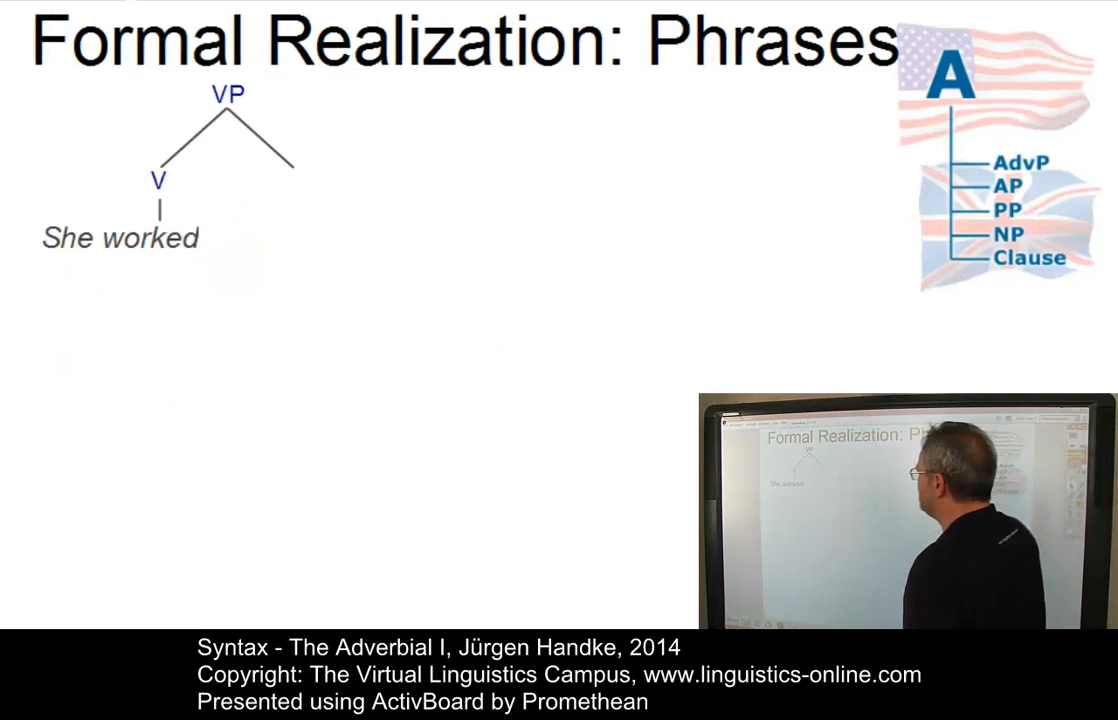 Formal Realization: Phrases
A
VP
AdvP
V
AP
PP
She worked
NP
Clause
Formal Realization: Ph
VP
She worked
Syntax - The Adverbial I, Jürgen Handke, 2014
Copyright: The Virtual Linguistics Campus, www.linguistics-online.com
Presented using ActivBoard by Promethean